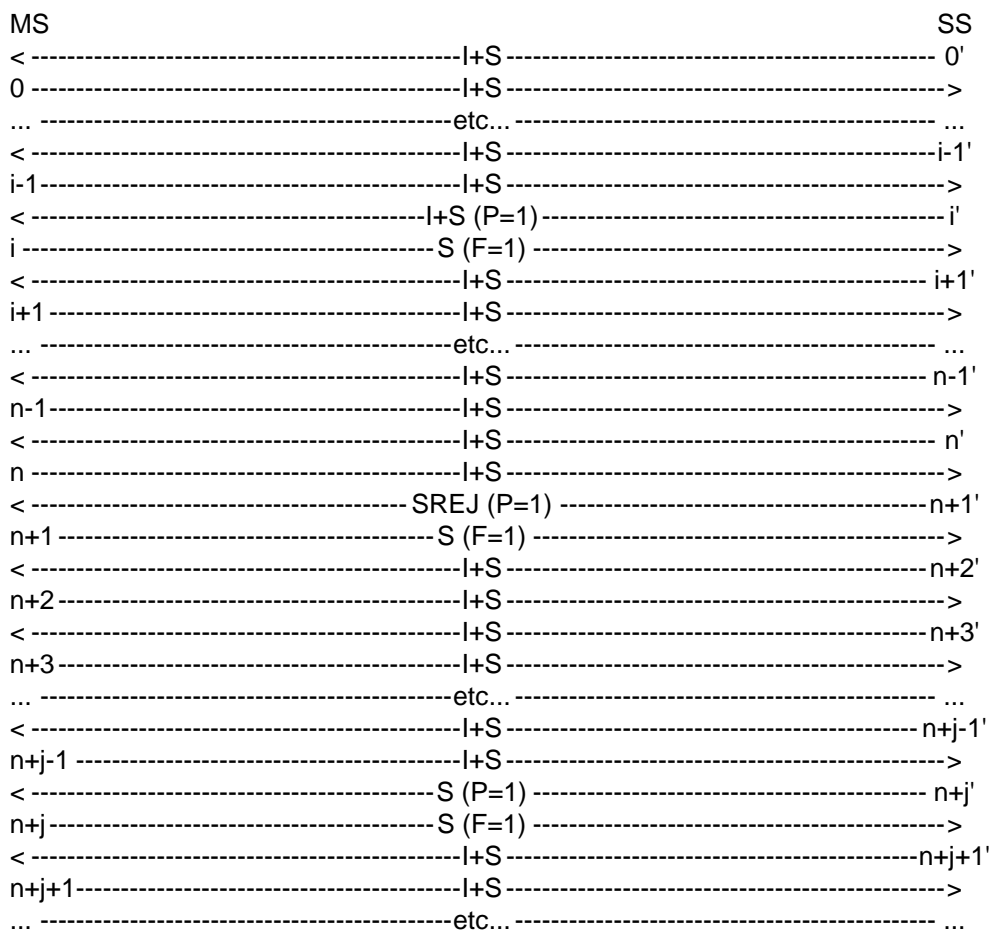 MS SS
< ------------------------------------------------I+S ------------------------------------------------ 0'
0 ------------------------------------------------I+S ------------------------------------------------->
... ----------------------------------------------etc... ----------------------------------------------- ...
< ------------------------------------------------I+S ------------------------------------------------i-1'
i-1-----------------------------------------------I+S ------------------------------------------------->
< --------------------------------------------I+S (P=1)--------------------------------------------- i'
i ----------------------------------------------S (F=1) ---------------------------------------------->
< ------------------------------------------------I+S ----------------------------------------------- i+1'
i+1 ----------------------------------------------I+S ------------------------------------------------->
... ----------------------------------------------etc... ----------------------------------------------- ...
< ------------------------------------------------I+S ----------------------------------------------- n-1'
n-1-----------------------------------------------I+S ------------------------------------------------->
< ------------------------------------------------I+S ------------------------------------------------ n'
n ------------------------------------------------I+S ------------------------------------------------->
< ------------------------------------------ SREJ (P=1) -----------------------------------------n+1'
n+1 -------------------------------------------S (F=1) ---------------------------------------------->
< ------------------------------------------------I+S -----------------------------------------------n+2'
n+2 ----------------------------------------------I+S ------------------------------------------------->
< ------------------------------------------------I+S -----------------------------------------------n+3'
n+3 ----------------------------------------------I+S ------------------------------------------------->
... ----------------------------------------------etc... ----------------------------------------------- ...
< ------------------------------------------------I+S ---------------------------------------------- n+j-1'
n+j-1 --------------------------------------------I+S ------------------------------------------------->
< ---------------------------------------------S (P=1) -------------------------------------------- n+j'
n+j--------------------------------------------S (F=1) ---------------------------------------------->
< ------------------------------------------------I+S ----------------------------------------------n+j+1'
n+j+1---------------------------------------------I+S ------------------------------------------------->
... ----------------------------------------------etc... ----------------------------------------------- ...